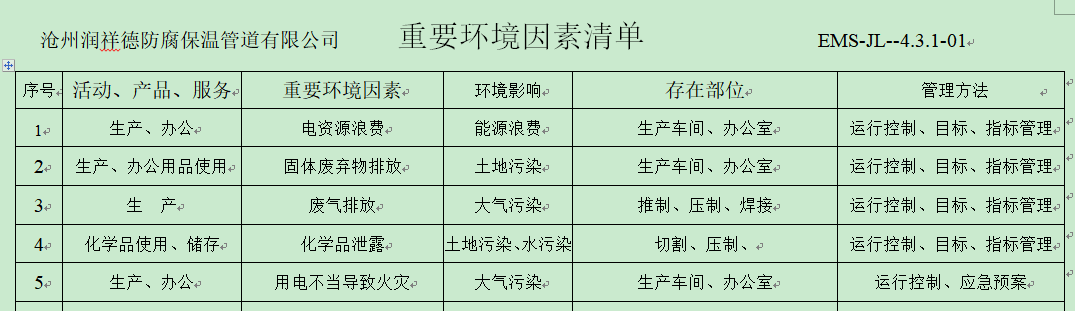 沧州润祥德防腐保温管道有限公司 重要环境因素清单 EMS-JL--4.3.1-01
序号 活动、产品、服务 重要环境因素 环境影响 存在部位 管理方法
1 生产、办公 电资源浪费 能源浪费 生产车间、办公室 运行控制、目标、指标管理
2 生产、办公用品使用 固体废弃物排放 土地污染 生产车间、办公室 运行控制、目标、指标管理
3 生 产 废气排放 大气污染 推制、压制、焊接 运行控制、目标、指标管理
4 化学品使用、储存 化学品泄露 土地污染、水污染 切割、压制、 运行控制、目标、指标管理
5 生产、办公 用电不当导致火灾 大气污染 生产车间、办公室 运行控制、应急预案